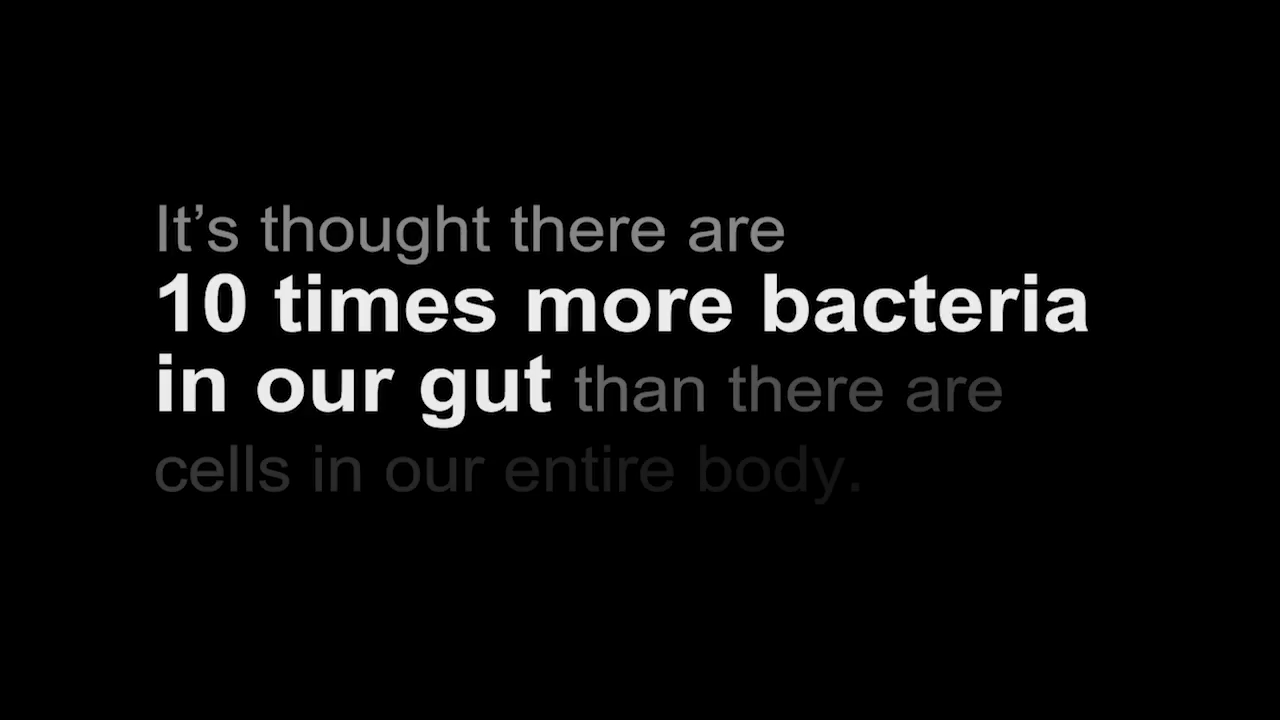 It’s thought there are
10 times more bacteria
in our gut than there are
cells in our entire body.